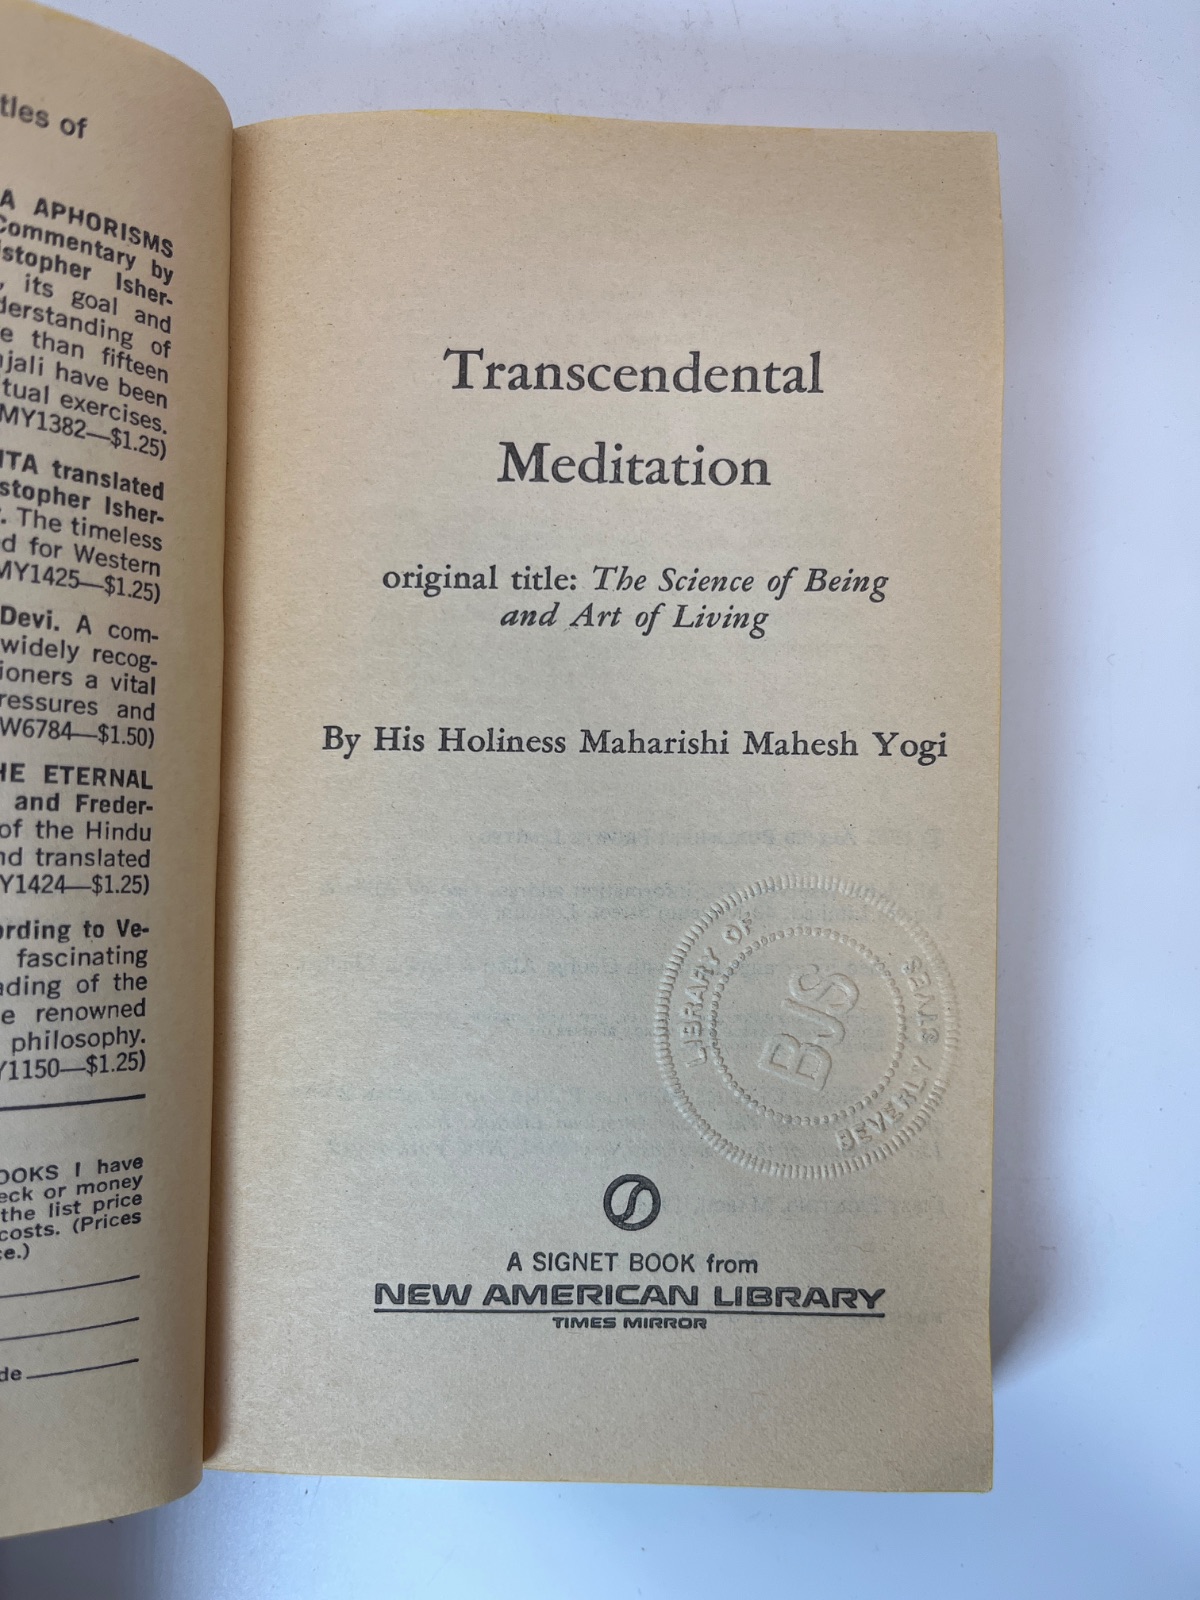 tles of
A APHORISMS
Commentary by
istopher Isher-
, its goal and
derstanding of
e than fifteen
njali have been
tual exercises.
MY1382—$1.25)
ITA translated
stopher Isher-
. The timeless
d for Western
MY1425—$1.25)
Devi. A com-
widely recog-
ioners a vital
ressures and
W6784—$1.50)
HE ETERNAL
and Freder-
of the Hindu
nd translated
Y1424—$1.25)
ording to Ve-
fascinating
ading of the
e renowned
philosophy.
Y1150—$1.25)
OOKS I have
eck or money
the list price
costs. (Prices
ce.)
de
Transcendental
Meditation
original title: The Science of Being
and Art of Living
By His Holiness Maharishi Mahesh Yogi
LIBRARY OF
BJS
BEVERLY SWES
A SIGNET BOOK from
NEW AMERICAN LIBRARY
TIMES MIRROR